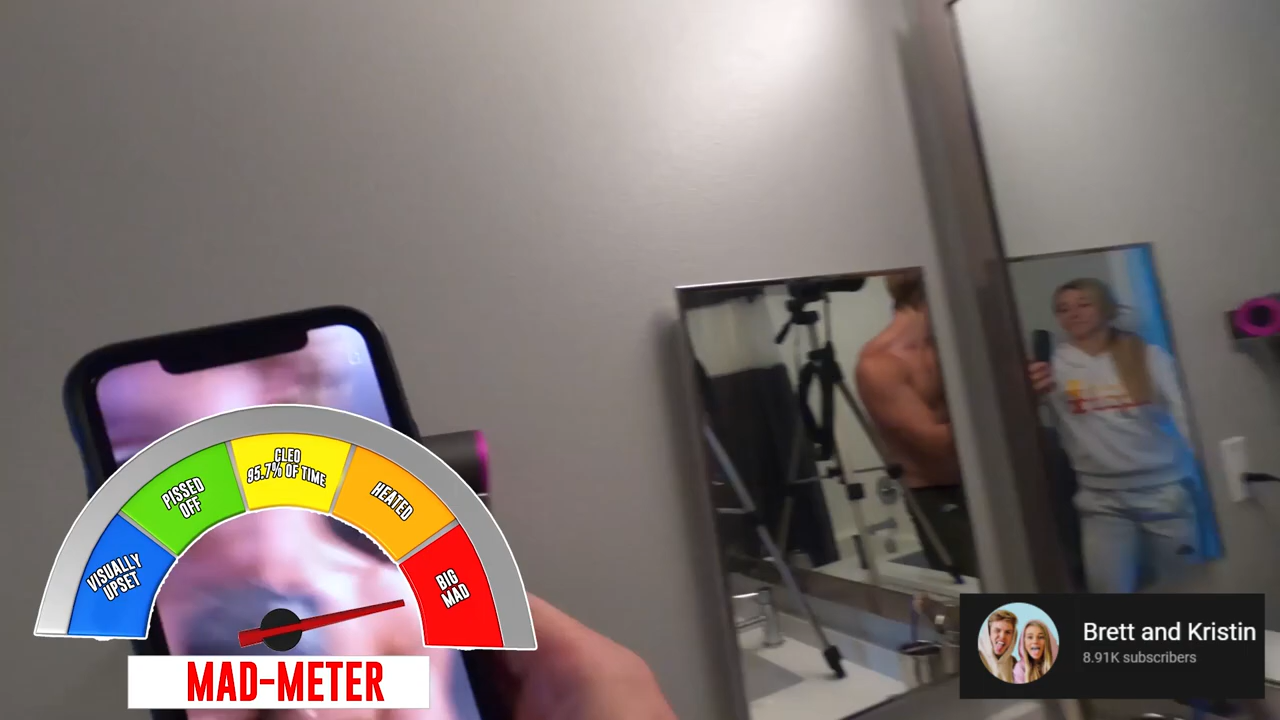 VISUALLY
UPSET
PISSED
OFF
CLEO
95.7% OF TIME
HEATED
BIG
MAD
MAD-METER
Brett and Kristin
8.91K subscribers